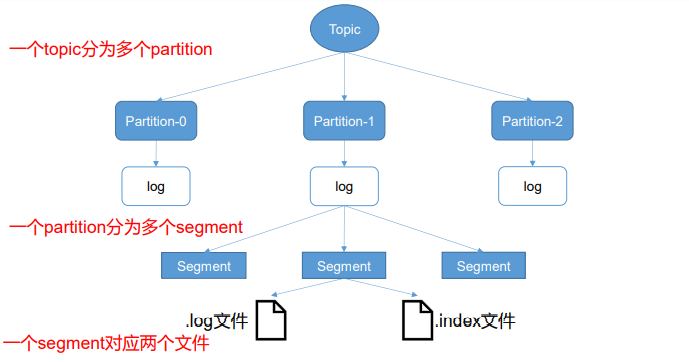 Topic
一个topic分为多个partition
Partition-0
Partition-1
Partition-2
log
log
log
一个partition分为多个segment
Segment
Segment
Segment
.log文件
.index文件
一个segment对应两个文件